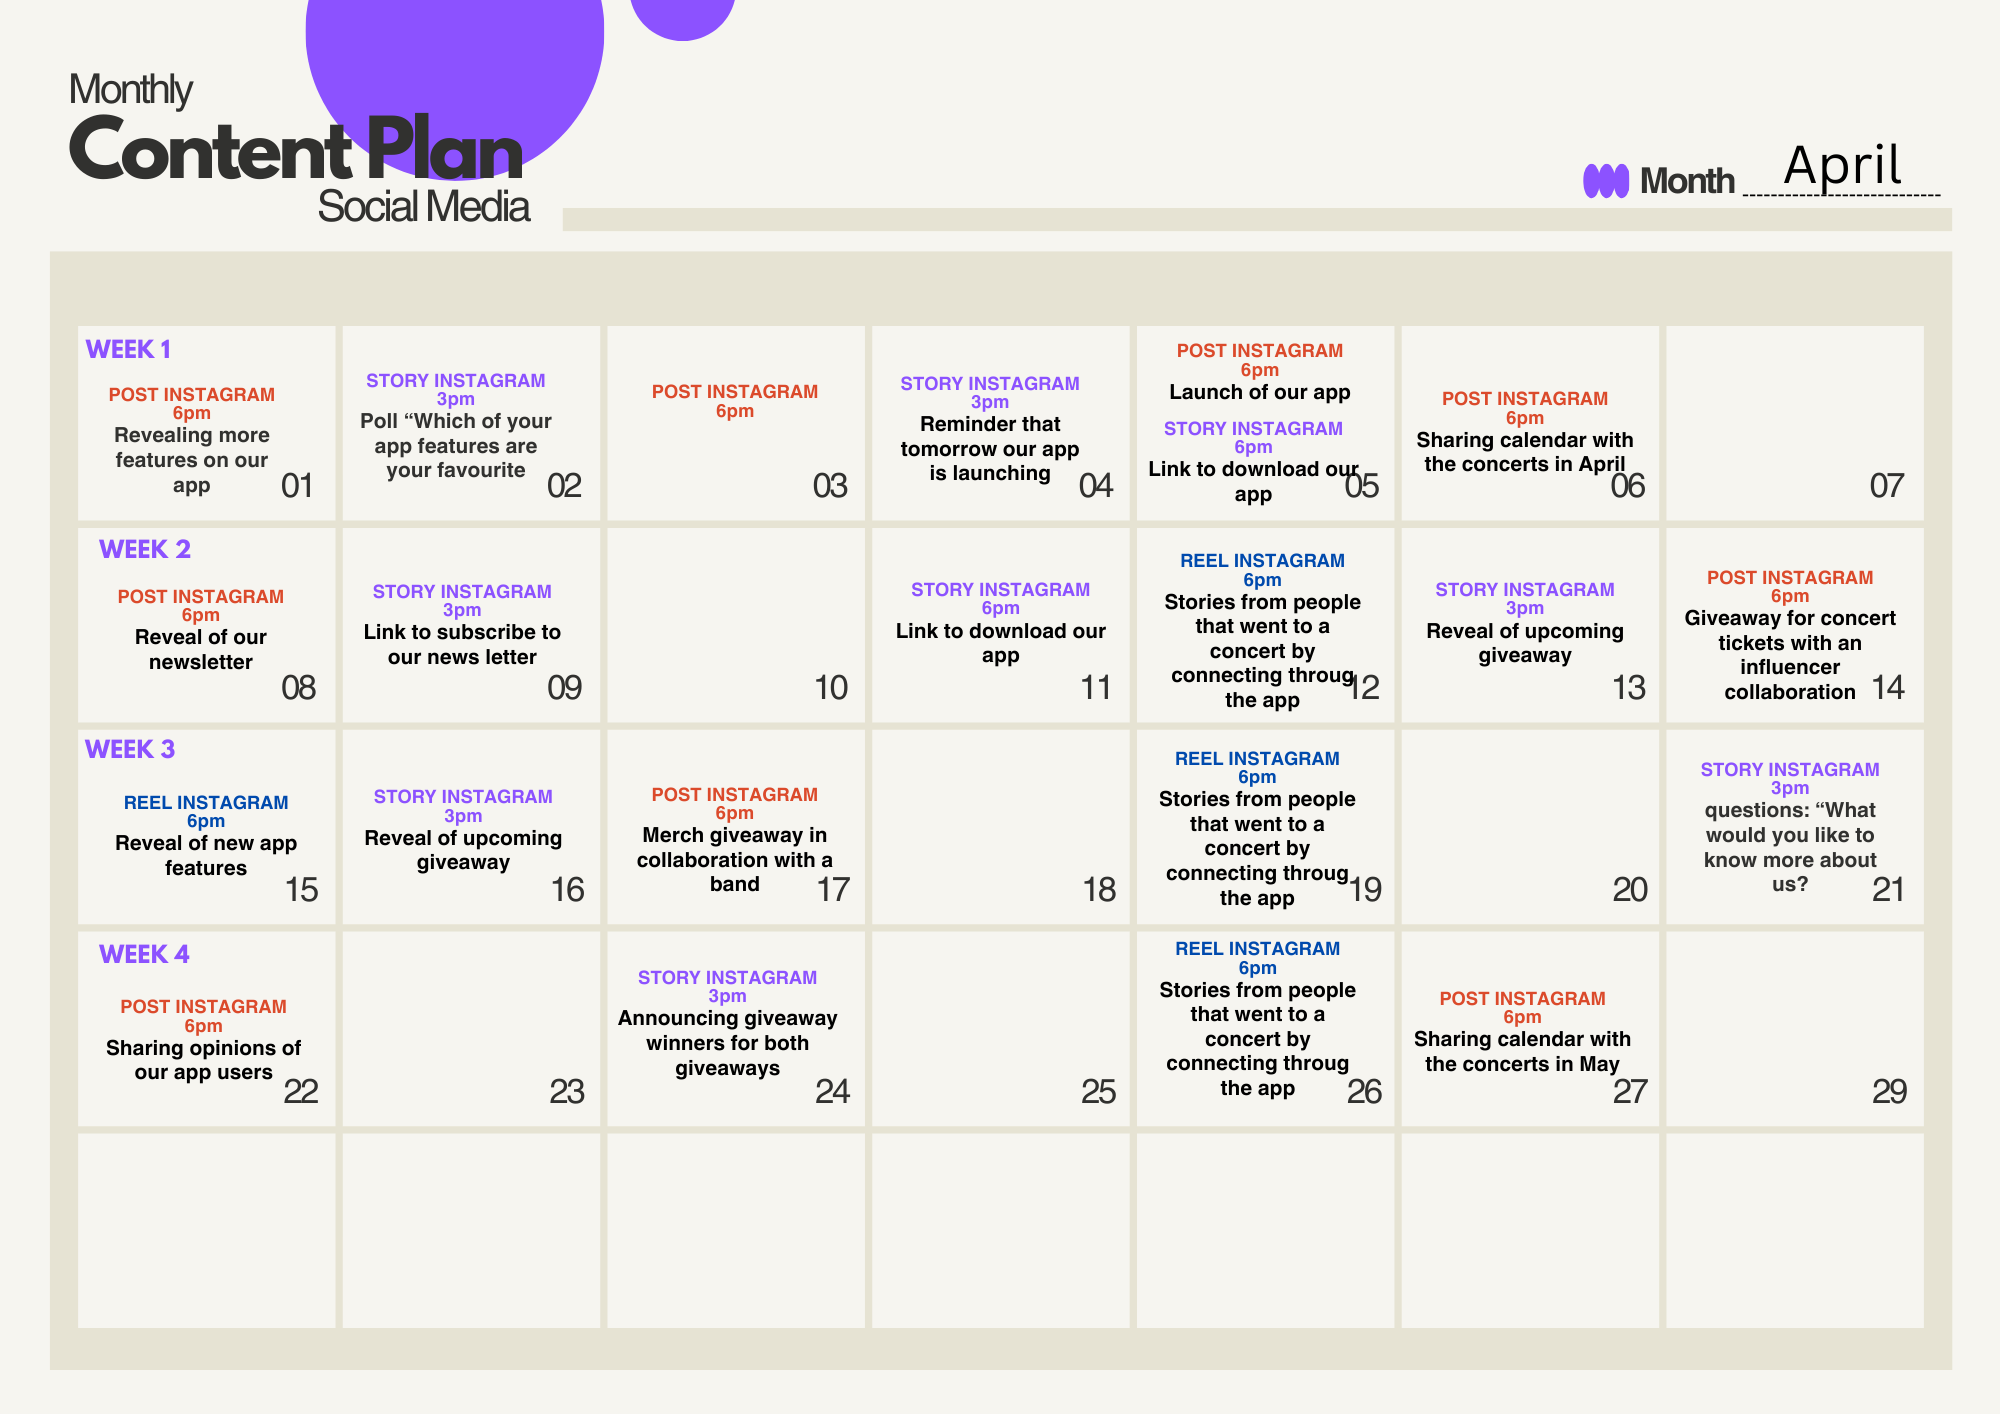 Monthly
Content Plan
Social Media
Month April
WEEK 1
POST INSTAGRAM
6pm
Revealing more
features on our
app
01
STORY INSTAGRAM
3pm
Poll “Which of your
app features are
your favourite
02
POST INSTAGRAM
6pm
03
STORY INSTAGRAM
3pm
Reminder that
tomorrow our app
is launching
04
POST INSTAGRAM
6pm
Launch of our app
STORY INSTAGRAM
6pm
Link to download our
app
05
POST INSTAGRAM
6pm
Sharing calendar with
the concerts in April
06
07
WEEK 2
POST INSTAGRAM
6pm
Reveal of our
newsletter
08
STORY INSTAGRAM
3pm
Link to subscribe to
our news letter
09
10
STORY INSTAGRAM
6pm
Link to download our
app
11
REEL INSTAGRAM
6pm
Stories from people
that went to a
concert by
connecting throug
the app
12
STORY INSTAGRAM
3pm
Reveal of upcoming
giveaway
13
POST INSTAGRAM
6pm
Giveaway for concert
tickets with an
influencer
collaboration
14
WEEK 3
REEL INSTAGRAM
6pm
Reveal of new app
features
15
STORY INSTAGRAM
3pm
Reveal of upcoming
giveaway
16
POST INSTAGRAM
6pm
Merch giveaway in
collaboration with a
band
17
18
REEL INSTAGRAM
6pm
Stories from people
that went to a
concert by
connecting throug
the app
19
20
STORY INSTAGRAM
3pm
questions: “What
would you like to
know more about
us?
21
WEEK 4
POST INSTAGRAM
6pm
Sharing opinions of
our app users
22
23
STORY INSTAGRAM
3pm
Announcing giveaway
winners for both
giveaways
24
25
REEL INSTAGRAM
6pm
Stories from people
that went to a
concert by
connecting throug
the app
26
POST INSTAGRAM
6pm
Sharing calendar with
the concerts in May
27
29